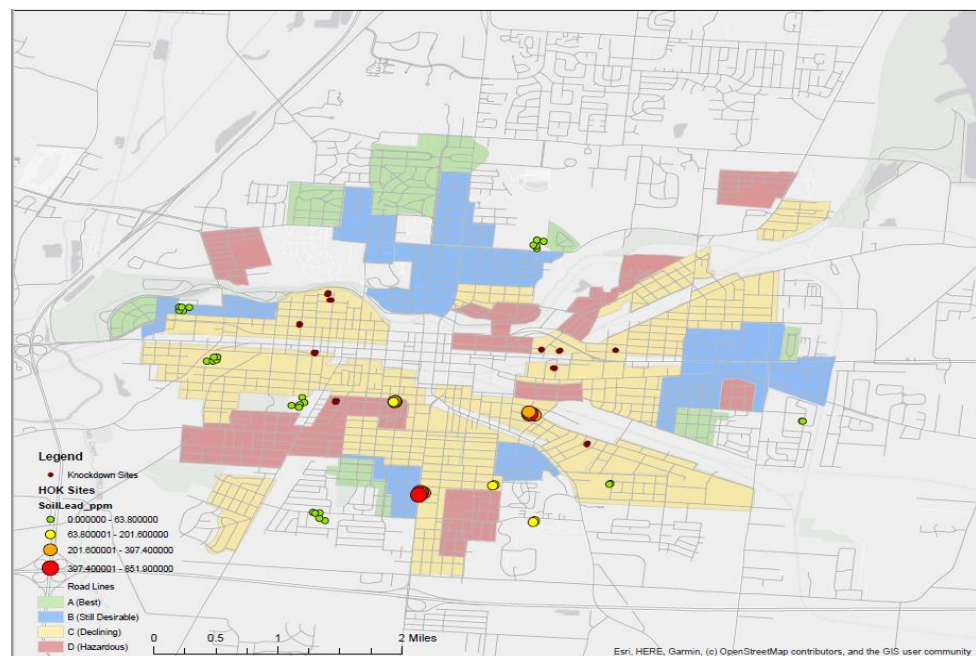 Legend
Knockdown Sites
HOK Sites
SoilLead_ppm
0.000000 - 63.800000
63.800001 - 201.600000
201.600001 - 397.400000
397.400001 - 851.900000
Road Lines
A (Best)
B (Still Desirable)
C (Declining)
D (Hazardous)
0 0.5 1 2 Miles
Esri, HERE, Garmin, (c) OpenStreetMap contributors, and the GIS user community